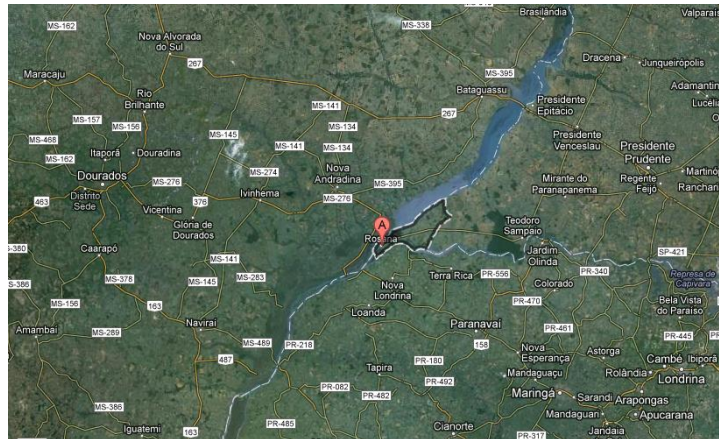 MS-162
Brasilândia
Valparaís
MS-338
Nova Alvorada
do Sul
267
Dracena
Junqueirópolis
Maracaju
MS-395
Bataguassu
Adamantin
Rio
Brilhante
MS-141
267
Presidente
Epitácio
Lucél
MS-157
MS-156
MS-145
MS-134
MS-468
MS-141
MS-134
Presidente
Venceslau
Presidente
Prudente
Itaporã
Douradina
MS-162
MS-274
Nova
Andradina
Mirante do
Paranapanema
Regente
Feijó
Martinóp
Dourados
MS-276
MS-395
Ranchari
Distrito
Sede
463
Vicentina
376
Ivinhema
MS-276
Glória de
Dourados
A
Rosana
Teodoro
Sampaio
MS-380
Caarapó
MS-141
Jardim
Olinda
SP-421
MS-378
MS-145
MS-283
Terra Rica
PR-556
PR-340
Represa de
Capivara
MS-386
Nova
Londrina
Colorado
MS-156
163
PR-470
Bela Vista
do Paraíso
Loanda
Amambai
MS-289
Naviraí
PR-218
MS-489
Paranavaí
PR-461
PR-445
PR
487
158
Nova
Esperança
Astorga
Cambé
Ibiporã
Tapira
PR-180
Rolândia
Londrina
PR-082
PR-492
Mandaguaçu
PR-482
Maringá
Sarandi
Arapongas
MS-386
Mandaguari
Apucarana
Iguatemi
163
PR-485
Cianorte
PR-317
Jandaia